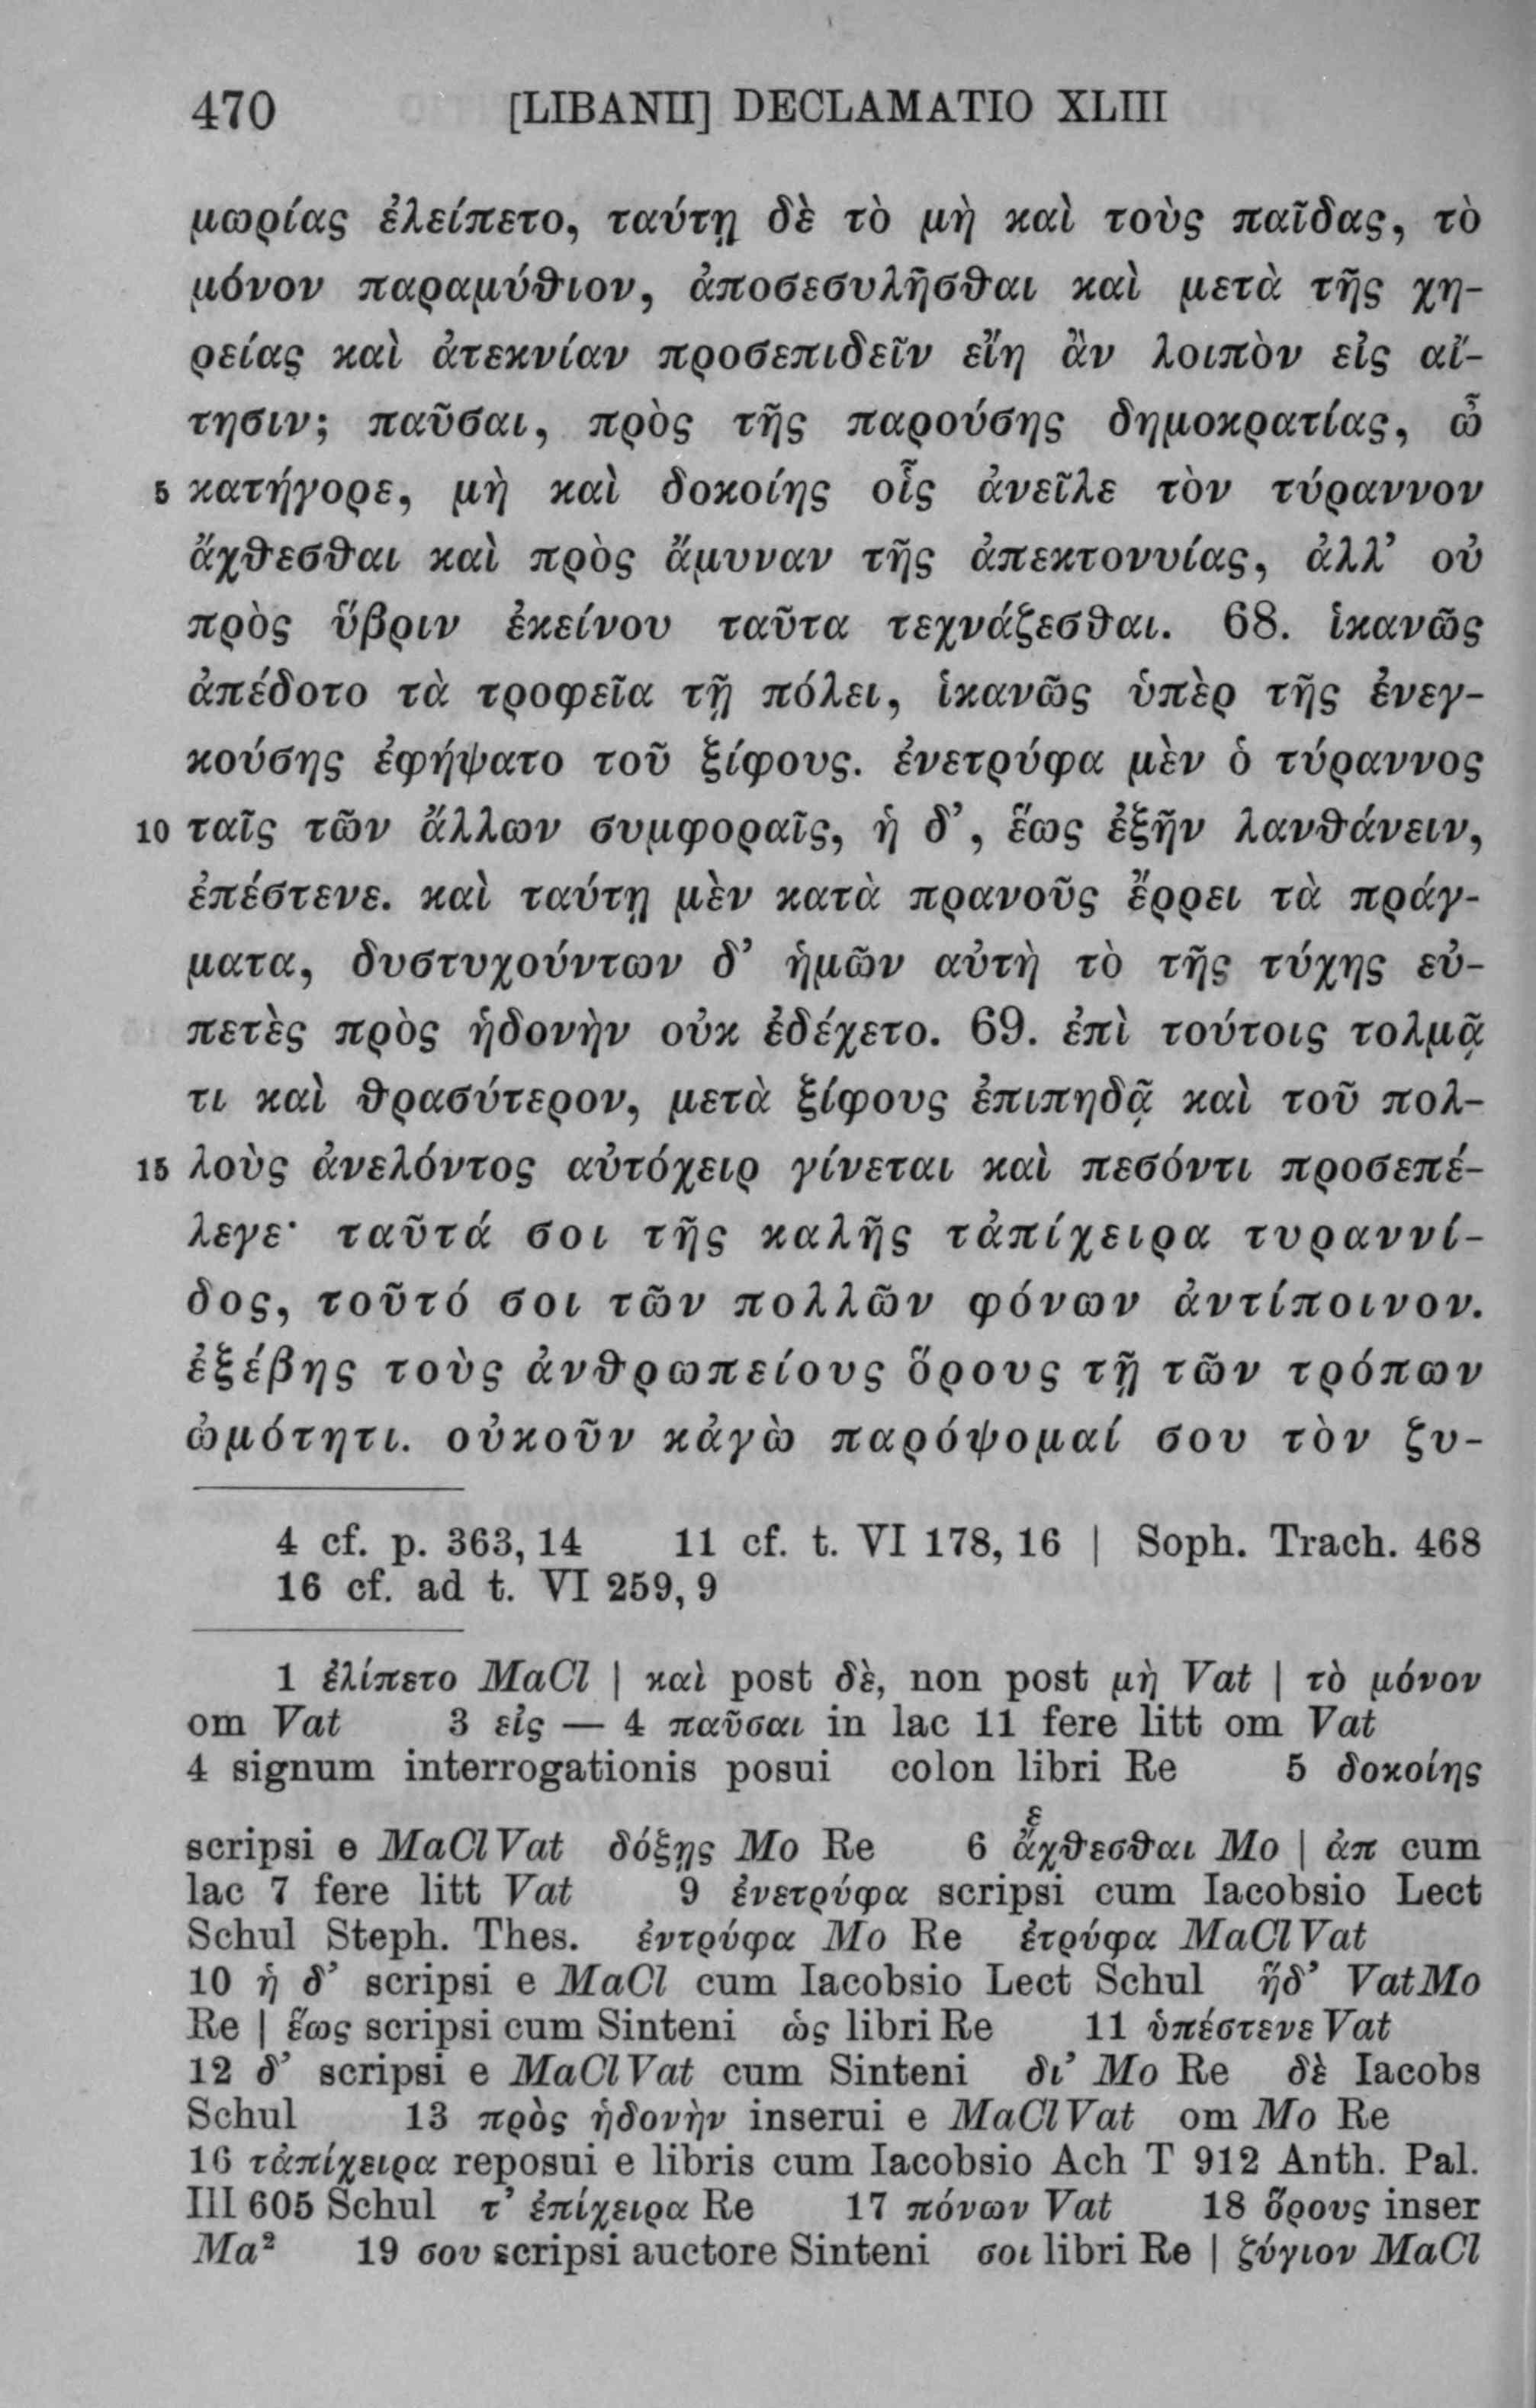 470 [LIBANII] DECLAMATIO XLIII
μωρίας ἐλείπετο, ταύτῃ δὲ τὸ μὴ καὶ τοὺς παῖδας, τὸ
μόνον παραμύθιον, ἀποσεσυλῆσθαι καὶ μετὰ τῆς χη-
ρείας καὶ ἀτεκνίαν προσεπιδεῖν εἴη ἂν λοιπὸν εἰς αἴ-
τησιν; παῦσαι, πρὸς τῆς παρούσης δημοκρατίας, ὦ
5 κατήγορε, μὴ καὶ δοκοίης οἷς ἀνεῖλε τὸν τύραννον
ἄχθεσθαι καὶ πρὸς ἄμυναν τῆς ἀπεκτονυίας, ἀλλ’ οὐ
πρὸς ὕβριν ἐκείνου ταῦτα τεχνάζεσθαι. 68. ἱκανῶς
ἀπέδοτο τὰ τροφεῖα τῇ πόλει, ἱκανῶς ὑπὲρ τῆς ἐνεγ-
κούσης ἐφήψατο τοῦ ξίφους. ἐνετρύφα μὲν ὁ τύραννος
10 ταῖς τῶν ἄλλων συμφοραῖς, ἡ δ’, ἕως ἐξῆν λανθάνειν,
ἐπέστενε. καὶ ταύτῃ μὲν κατὰ πρανοῦς ἔρρει τὰ πράγ-
ματα, δυστυχούντων δ’ ἡμῶν αὐτὴ τὸ τῆς τύχης εὐ-
πετὲς πρὸς ἡδονὴν οὐκ ἐδέχετο. 69. ἐπὶ τούτοις τολμᾷ
τι καὶ θρασύτερον, μετὰ ξίφους ἐπιπηδᾷ καὶ τοῦ πολ-
15 λοὺς ἀνελόντος αὐτόχειρ γίνεται καὶ πεσόντι προσεπέ-
λεγε· ταῦτά σοι τῆς καλῆς τἀπίχειρα τυραννί-
δος, τοῦτό σοι τῶν πολλῶν φόνων ἀντίποινον.
ἐξέβης τοὺς ἀνθρωπείους ὅρους τῇ τῶν τρόπων
ὠμότητι. οὐκοῦν κἀγὼ παρόψομαί σου τὸν ζυ-
4 cf. p. 363, 14 11 cf. t. VI 178, 16 | Soph. Trach. 468
16 cf. ad t. VI 259, 9
1 ἐλίπετο MaCl | καὶ post δὲ, non post μὴ Vat | τὸ μόνον
om Vat 3 εἰς — 4 παῦσαι in lac 11 fere litt om Vat
4 signum interrogationis posui colon libri Re 5 δοκοίης
scripsi e MaClVat δόξῃς Mo Re 6 ἄχθεσθαι Mo | ἀπ cum
lac 7 fere litt Vat 9 ἐνετρύφα scripsi cum Iacobsio Lect
Schul Steph. Thes. ἐντρύφα Mo Re ἐτρύφα MaClVat
10 ἡ δ’ scripsi e MaCl cum Iacobsio Lect Schul ἥδ’ VatMo
Re | ἕως scripsi cum Sinteni ὡς libri Re 11 ὑπέστενε Vat
12 δ’ scripsi e MaClVat cum Sinteni δι’ Mo Re δὲ Iacobs
Schul 13 πρὸς ἡδονὴν inserui e MaClVat om Mo Re
16 τἀπίχειρα reposui e libris cum Iacobsio Ach T 912 Anth. Pal.
III 605 Schul τ’ ἐπίχειρα Re 17 πόνων Vat 18 ὅρους inser
Ma² 19 σου scripsi auctore Sinteni σοι libri Re | ζύγιον MaCl